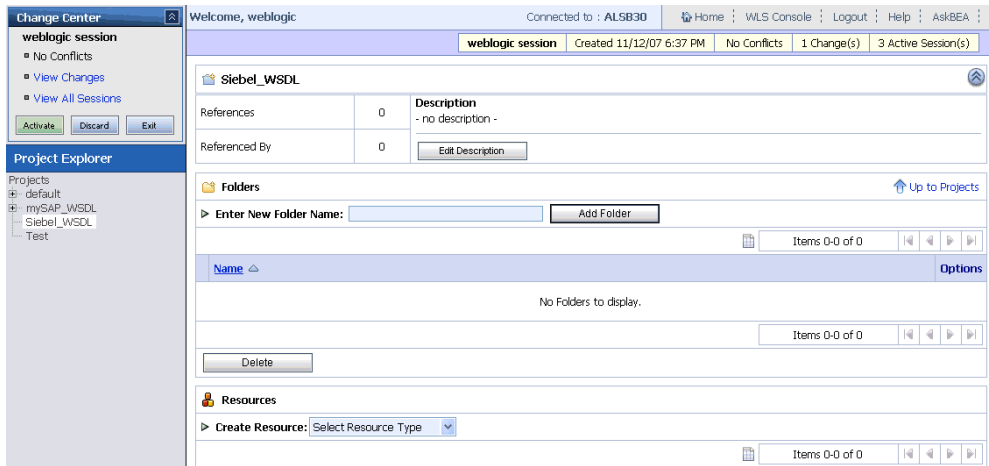 Change Center
weblogic session
No Conflicts
View Changes
View All Sessions
Activate Discard Exit
Project Explorer
Projects
default
mySAP_WSDL
Siebel_WSDL
Test
Welcome, weblogic Connected to : ALSB30 Home WLS Console Logout Help AskBEA
weblogic session Created 11/12/07 6:37 PM No Conflicts 1 Change(s) 3 Active Session(s)
Siebel_WSDL
References 0 Description
- no description -
Referenced By 0 Edit Description
Folders Up to Projects
Enter New Folder Name: Add Folder
Items 0-0 of 0
Name Options
No Folders to display.
Items 0-0 of 0
Delete
Resources
Create Resource: Select Resource Type
Items 0-0 of 0